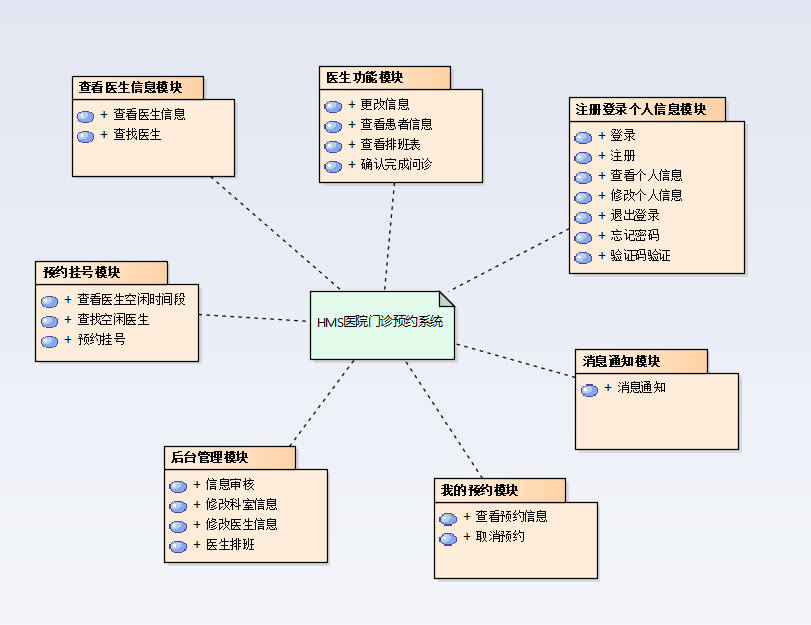 查看医生信息模块
+ 查看医生信息
+ 查找医生
医生功能模块
+ 更改信息
+ 查看患者信息
+ 查看排班表
+ 确认完成问诊
注册登录个人信息模块
+ 登录
+ 注册
+ 查看个人信息
+ 修改个人信息
+ 退出登录
+ 忘记密码
+ 验证码验证
预约挂号模块
+ 查看医生空闲时间段
+ 查找空闲医生
+ 预约挂号
HMS医院门诊预约系统
消息通知模块
+ 消息通知
后台管理模块
+ 信息审核
+ 修改科室信息
+ 修改医生信息
+ 医生排班
我的预约模块
+ 查看预约信息
+ 取消预约